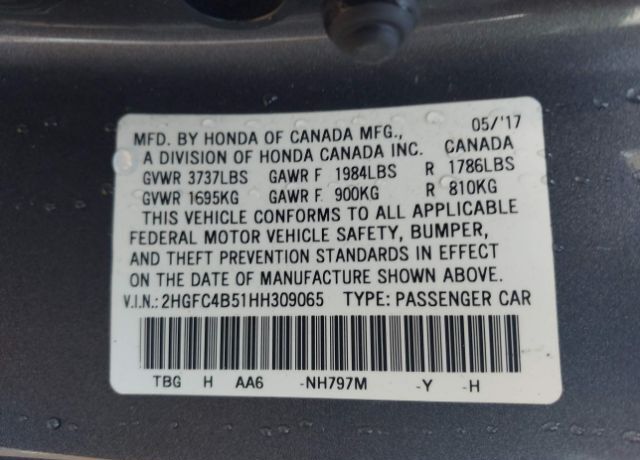 MFD. BY HONDA OF CANADA MFG., 05/'17
A DIVISION OF HONDA CANADA INC. CANADA
GVWR 3737LBS GAWR F 1984LBS R 1786LBS
GVWR 1695KG GAWR F 900KG R 810KG
THIS VEHICLE CONFORMS TO ALL APPLICABLE
FEDERAL MOTOR VEHICLE SAFETY, BUMPER,
AND THEFT PREVENTION STANDARDS IN EFFECT
ON THE DATE OF MANUFACTURE SHOWN ABOVE.
V.I.N.: 2HGFC4B51HH309065 TYPE: PASSENGER CAR
TBG H AA6 -NH797M -Y -H